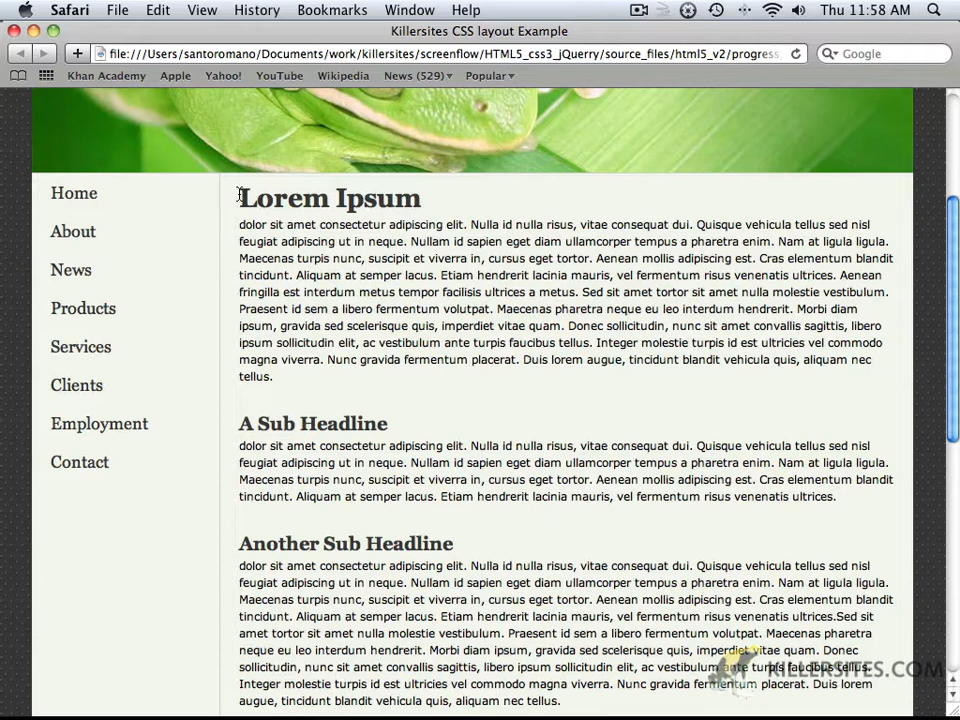 Safari File Edit View History Bookmarks Window Help Thu 11:58 AM
Killersites CSS layout Example
file:///Users/santoromano/Documents/work/killersites/screenflow/HTML5_css3_jQuerry/source_files/html5_v2/progress Google
Khan Academy Apple Yahoo! YouTube Wikipedia News (529) Popular
Home
About
News
Products
Services
Clients
Employment
Contact
Lorem Ipsum
dolor sit amet consectetur adipiscing elit. Nulla id nulla risus, vitae consequat dui. Quisque vehicula tellus sed nisl
feugiat adipiscing ut in neque. Nullam id sapien eget diam ullamcorper tempus a pharetra enim. Nam at ligula ligula.
Maecenas turpis nunc, suscipit et viverra in, cursus eget tortor. Aenean mollis adipiscing est. Cras elementum blandit
tincidunt. Aliquam at semper lacus. Etiam hendrerit lacinia mauris, vel fermentum risus venenatis ultrices. Aenean
fringilla est interdum metus tempor facilisis ultrices a metus. Sed sit amet tortor sit amet nulla molestie vestibulum.
Praesent id sem a libero fermentum volutpat. Maecenas pharetra neque eu leo interdum hendrerit. Morbi diam
ipsum, gravida sed scelerisque quis, imperdiet vitae quam. Donec sollicitudin, nunc sit amet convallis sagittis, libero
ipsum sollicitudin elit, ac vestibulum ante turpis faucibus tellus. Integer molestie turpis id est ultricies vel commodo
magna viverra. Nunc gravida fermentum placerat. Duis lorem augue, tincidunt blandit vehicula quis, aliquam nec
tellus.
A Sub Headline
dolor sit amet consectetur adipiscing elit. Nulla id nulla risus, vitae consequat dui. Quisque vehicula tellus sed nisl
feugiat adipiscing ut in neque. Nullam id sapien eget diam ullamcorper tempus a pharetra enim. Nam at ligula ligula.
Maecenas turpis nunc, suscipit et viverra in, cursus eget tortor. Aenean mollis adipiscing est. Cras elementum blandit
tincidunt. Aliquam at semper lacus. Etiam hendrerit lacinia mauris, vel fermentum risus venenatis ultrices.
Another Sub Headline
dolor sit amet consectetur adipiscing elit. Nulla id nulla risus, vitae consequat dui. Quisque vehicula tellus sed nisl
feugiat adipiscing ut in neque. Nullam id sapien eget diam ullamcorper tempus a pharetra enim. Nam at ligula ligula.
Maecenas turpis nunc, suscipit et viverra in, cursus eget tortor. Aenean mollis adipiscing est. Cras elementum blandit
tincidunt. Aliquam at semper lacus. Etiam hendrerit lacinia mauris, vel fermentum risus venenatis ultrices.Sed sit
amet tortor sit amet nulla molestie vestibulum. Praesent id sem a libero fermentum volutpat. Maecenas pharetra
neque eu leo interdum hendrerit. Morbi diam ipsum, gravida sed scelerisque quis, imperdiet vitae quam. Donec
sollicitudin, nunc sit amet convallis sagittis, libero ipsum sollicitudin elit, ac vestibulum ante turpis faucibus tellus.
Integer molestie turpis id est ultricies vel commodo magna viverra. Nunc gravida fermentum placerat. Duis lorem
augue, tincidunt blandit vehicula quis, aliquam nec tellus.
KILLERSITES.COM